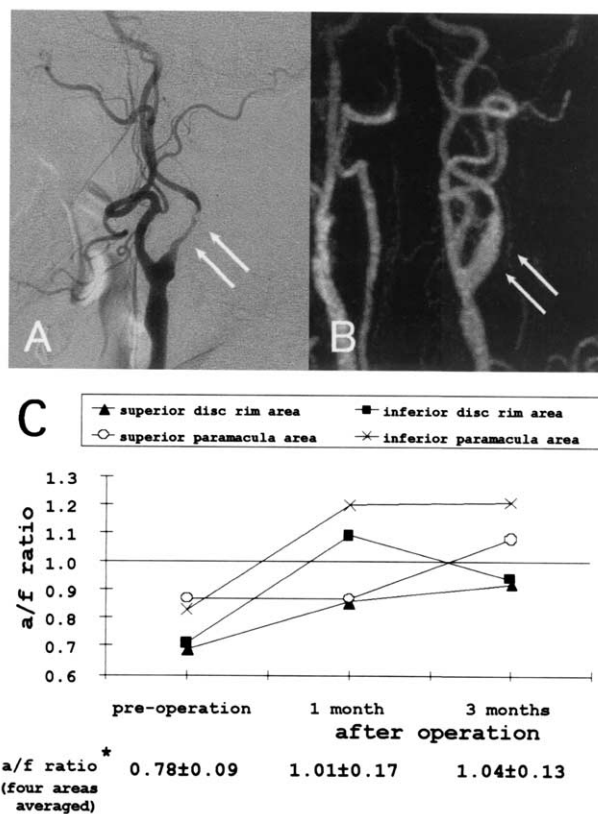 A
B
C
superior disc rim area
inferior disc rim area
superior paramacula area
inferior paramacula area
a/f ratio
1.3
1.2
1.1
1.0
0.9
0.8
0.7
0.6
pre-operation 1 month 3 months
after operation
a/f ratio* 0.78±0.09 1.01±0.17 1.04±0.13
(four areas
averaged)